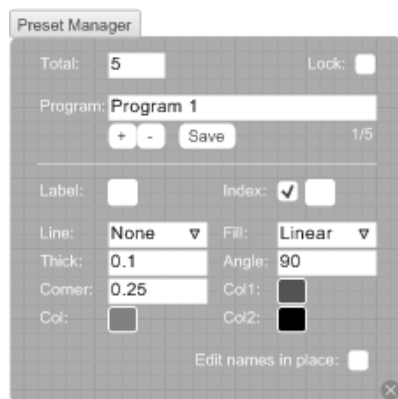 Preset Manager
Total: 5 Lock:
Program: Program 1
+ - Save 1/5
Label: Index:
Line: None Fill: Linear
Thick: 0.1 Angle: 90
Corner: 0.25 Col1:
Col: Col2:
Edit names in place: